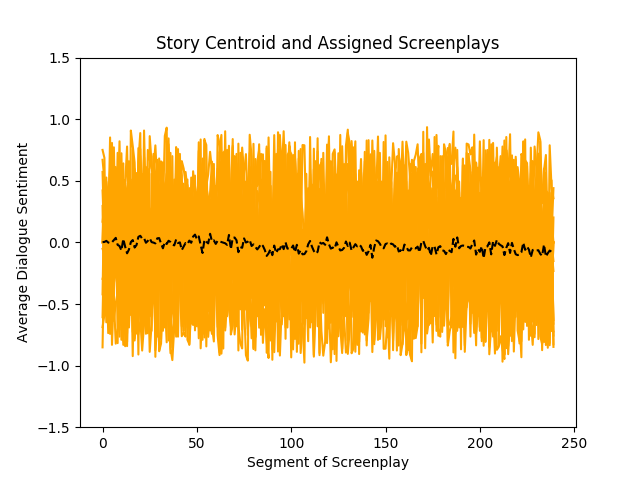 Story Centroid and Assigned Screenplays
1.5
1.0
0.5
0.0
−0.5
−1.0
−1.5
Average Dialogue Sentiment
0 50 100 150 200 250
Segment of Screenplay